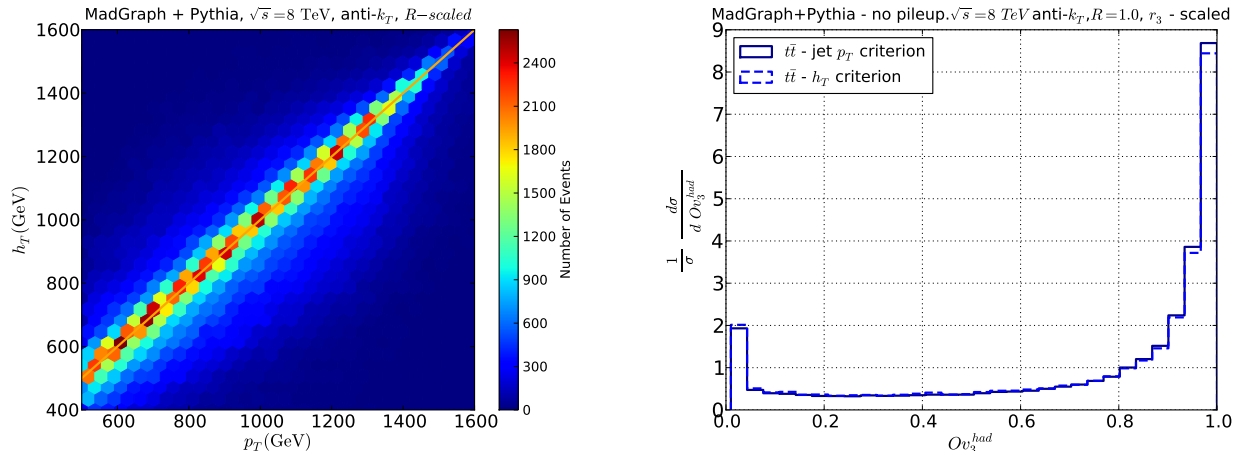 MadGraph + Pythia, √s =8 TeV, anti-k_T, R-scaled
1600
1400
1200
1000
800
600
400
h_T(GeV)
600 800 1000 1200 1400 1600
p_T(GeV)
2400
2100
1800
1500
1200
900
600
300
0
Number of Events
MadGraph+Pythia - no pileup.√s =8 TeV anti-k_T,R=1.0, r_3 - scaled
tt̄ - jet p_T criterion
tt̄ - h_T criterion
9
8
7
6
5
4
3
2
1
0
1/σ dσ/d Ov_3^had
0.0 0.2 0.4 0.6 0.8 1.0
Ov_3^had